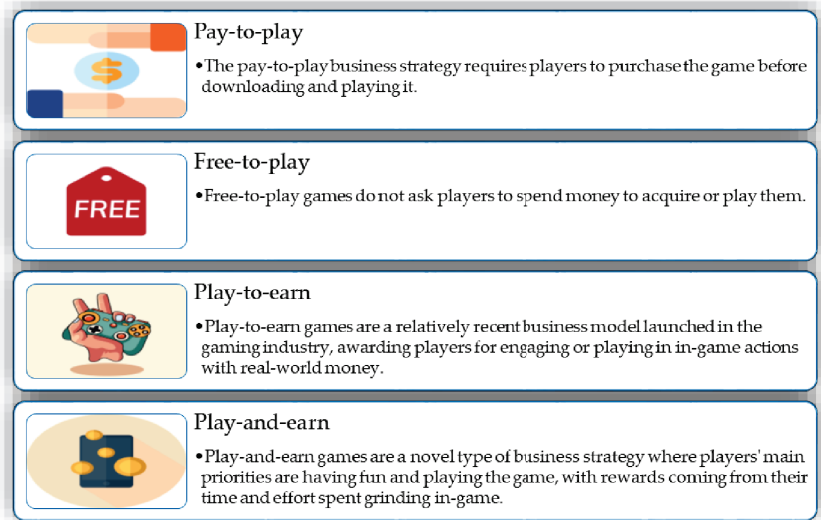 Pay-to-play
•The pay-to-play business strategy requires players to purchase the game before
downloading and playing it.
FREE
Free-to-play
•Free-to-play games do not ask players to spend money to acquire or play them.
Play-to-earn
•Play-to-earn games are a relatively recent business model launched in the
gaming industry, awarding players for engaging or playing in in-game actions
with real-world money.
Play-and-earn
•Play-and-earn games are a novel type of business strategy where players' main
priorities are having fun and playing the game, with rewards coming from their
time and effort spent grinding in-game.